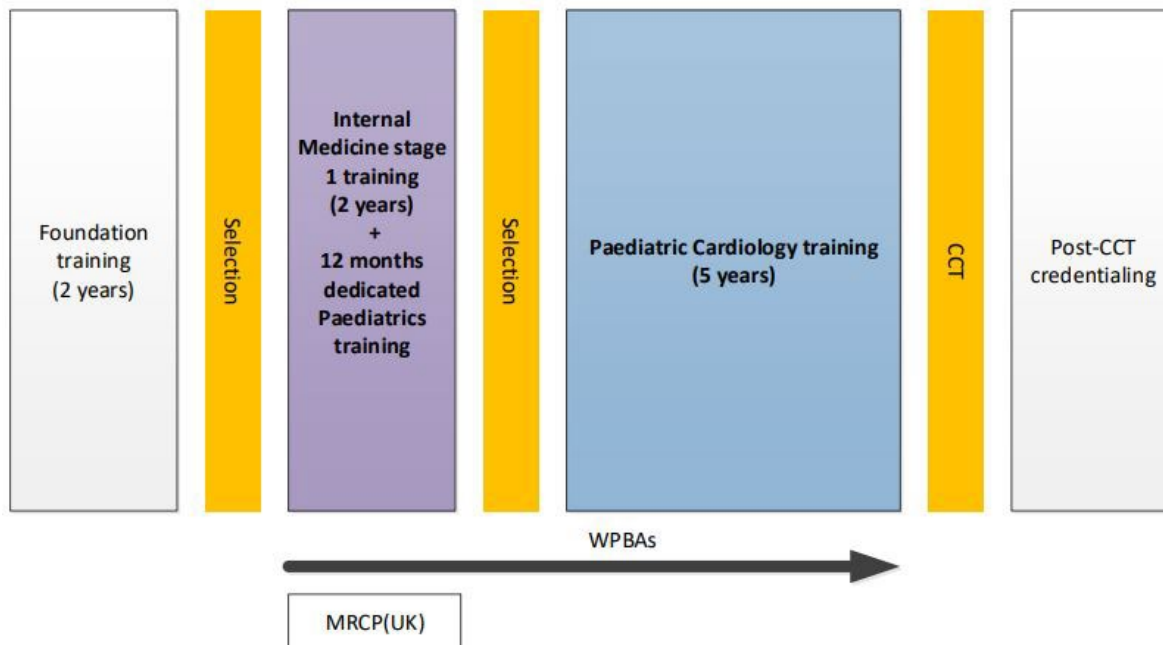 Foundation
training
(2 years)
Selection
Internal
Medicine stage
1 training
(2 years)
+
12 months
dedicated
Paediatrics
training
Selection
Paediatric Cardiology training
(5 years)
CCT
Post-CCT
credentialing
WPBAs
MRCP(UK)